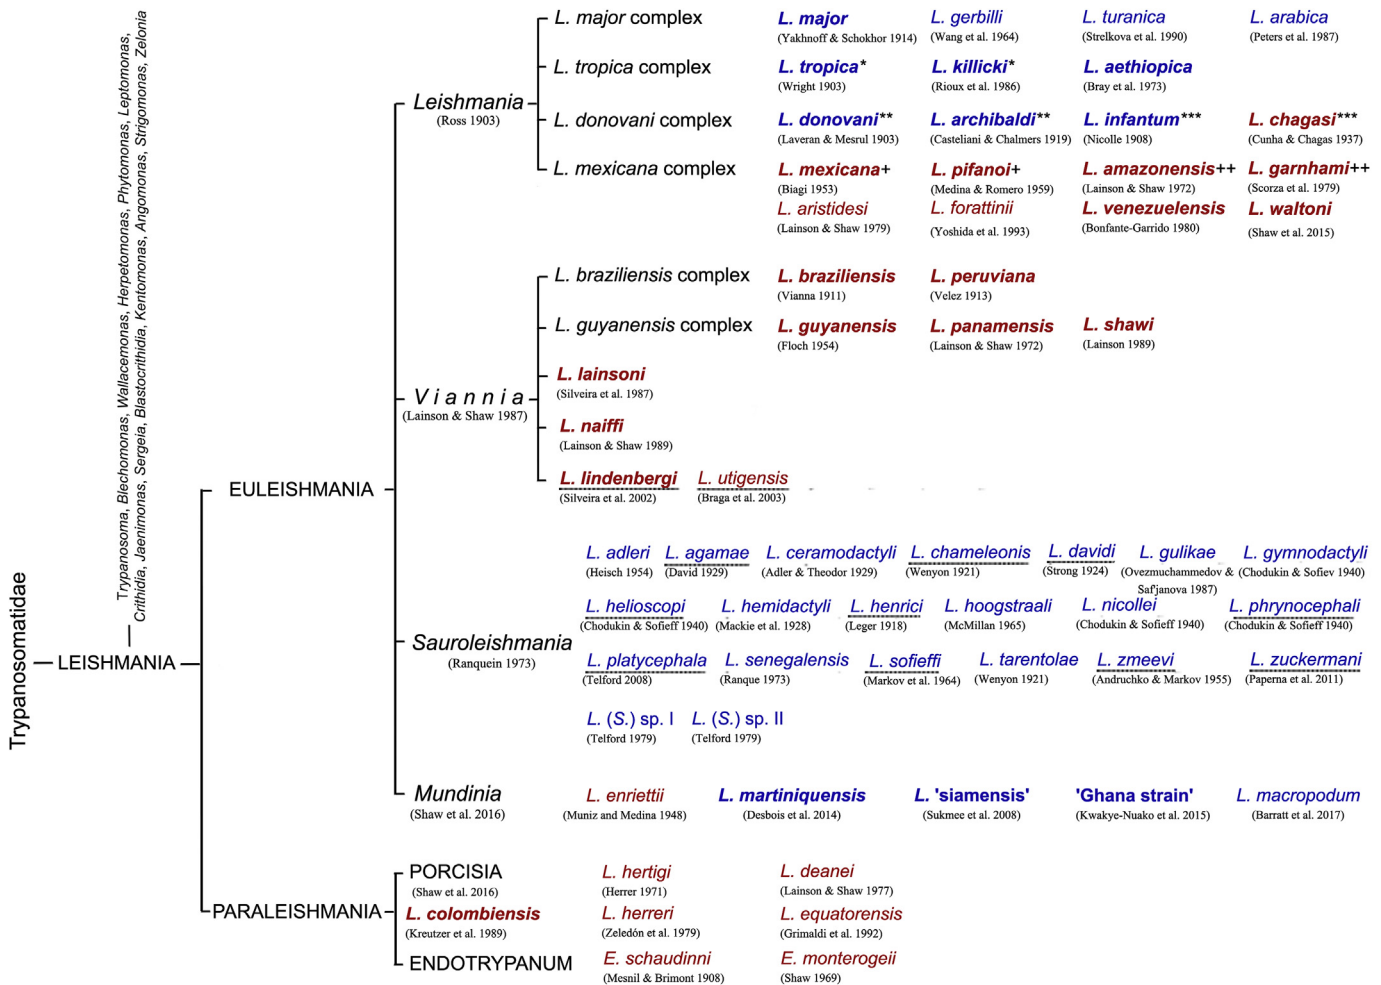 Trypanosomatidae
LEISHMANIA
Trypanosoma, Blechomonas, Wallacemonas, Herpetomonas, Phytomonas, Leptomonas,
Crithidia, Jaenimonas, Sergeia, Blastocrithidia, Kentomonas, Angomonas, Strigomonas, Zelonia
EULEISHMANIA
Leishmania
(Ross 1903)
L. major complex
L. major L. gerbilli L. turanica L. arabica
(Yakhnoff & Schokhor 1914) (Wang et al. 1964) (Strelkova et al. 1990) (Peters et al. 1987)
L. tropica complex
L. tropica* L. killicki* L. aethiopica
(Wright 1903) (Rioux et al. 1986) (Bray et al. 1973)
L. donovani complex
L. donovani** L. archibaldi** L. infantum*** L. chagasi***
(Laveran & Mesrul 1903) (Casteliani & Chalmers 1919) (Nicolle 1908) (Cunha & Chagas 1937)
L. mexicana complex
L. mexicana+ L. pifanoi+ L. amazonensis++ L. garnhami++
(Biagi 1953) (Medina & Romero 1959) (Lainson & Shaw 1972) (Scorza et al. 1979)
L. aristidesi L. forattinii L. venezuelensis L. waltoni
(Lainson & Shaw 1979) (Yoshida et al. 1993) (Bonfante-Garrido 1980) (Shaw et al. 2015)
Viannia
(Lainson & Shaw 1987)
L. braziliensis complex
L. braziliensis L. peruviana
(Vianna 1911) (Velez 1913)
L. guyanensis complex
L. guyanensis L. panamensis L. shawi
(Floch 1954) (Lainson & Shaw 1972) (Lainson 1989)
L. lainsoni
(Silveira et al. 1987)
L. naiffi
(Lainson & Shaw 1989)
L. lindenbergi L. utigensis
(Silveira et al. 2002) (Braga et al. 2003)
Sauroleishmania
(Ranquein 1973)
L. adleri L. agamae L. ceramodactyli L. chameleonis L. davidi L. gulikae L. gymnodactyli
(Heisch 1954) (David 1929) (Adler & Theodor 1929) (Wenyon 1921) (Strong 1924) (Ovezmuchammedov & (Chodukin & Sofiev 1940)
Saf'janova 1987)
L. helioscopi L. hemidactyli L. henrici L. hoogstraali L. nicollei L. phrynocephali
(Chodukin & Sofieff 1940) (Mackie et al. 1928) (Leger 1918) (McMillan 1965) (Chodukin & Sofieff 1940) (Chodukin & Sofieff 1940)
L. platycephala L. senegalensis L. sofieffi L. tarentolae L. zmeevi L. zuckermani
(Telford 2008) (Ranque 1973) (Markov et al. 1964) (Wenyon 1921) (Andruchko & Markov 1955) (Paperna et al. 2011)
L. (S.) sp. I L. (S.) sp. II
(Telford 1979) (Telford 1979)
Mundinia
(Shaw et al. 2016)
L. enriettii L. martiniquensis L. 'siamensis' 'Ghana strain' L. macropodum
(Muniz and Medina 1948) (Desbois et al. 2014) (Sukmee et al. 2008) (Kwakye-Nuako et al. 2015) (Barratt et al. 2017)
PARALEISHMANIA
PORCISIA L. hertigi L. deanei
(Shaw et al. 2016) (Herrer 1971) (Lainson & Shaw 1977)
L. colombiensis L. herreri L. equatorensis
(Kreutzer et al. 1989) (Zeledón et al. 1979) (Grimaldi et al. 1992)
ENDOTRYPANUM E. schaudinni E. monterogeii
(Mesnil & Brimont 1908) (Shaw 1969)